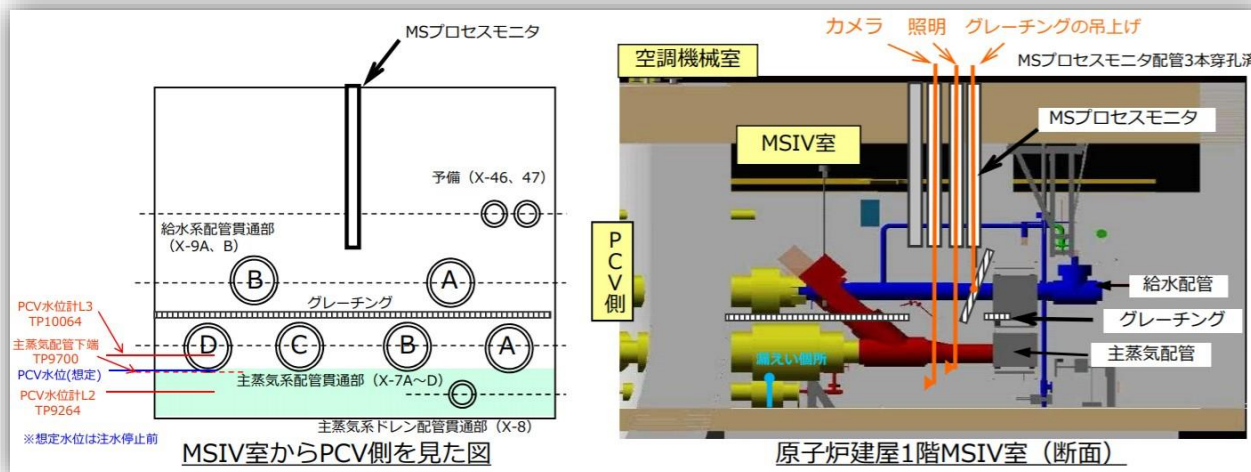 MSプロセスモニタ
予備（X-46、47）
給水系配管貫通部
（X-9A、B）
B
A
グレーチング
PCV水位計L3
TP10064
主蒸気配管下端
TP9700
PCV水位(想定)
PCV水位計L2
TP9264
D
C
B
A
主蒸気系配管貫通部（X-7A～D）
※想定水位は注水停止前
主蒸気系ドレン配管貫通部（X-8）
MSIV室からPCV側を見た図
カメラ
照明
グレーチングの吊上げ
空調機械室
MSプロセスモニタ配管3本穿孔済
MSプロセスモニタ
MSIV室
PCV側
給水配管
グレーチング
主蒸気配管
漏えい個所
原子炉建屋1階MSIV室（断面）